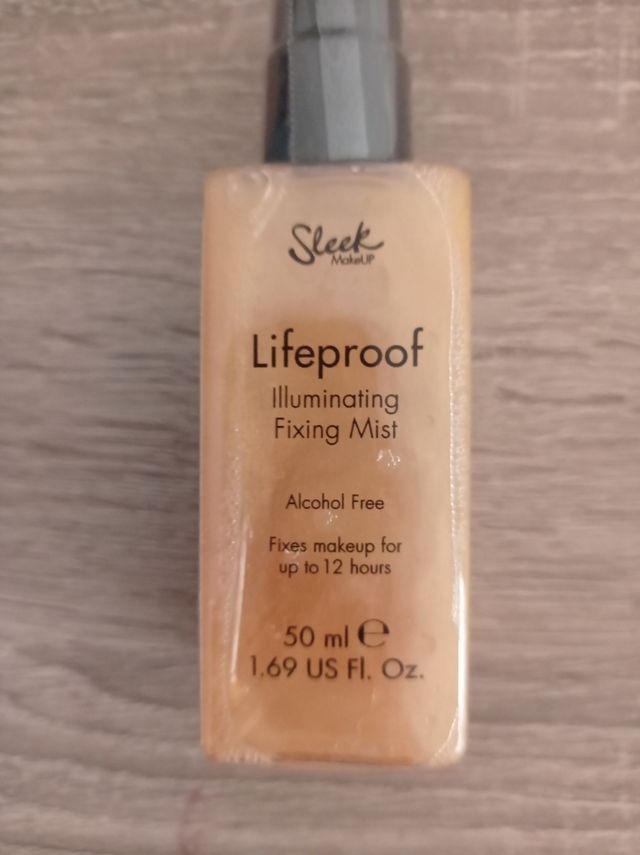 Sleek
MakeUP
Lifeproof
Illuminating
Fixing Mist
Alcohol Free
Fixes makeup for
up to 12 hours
50 ml ℮
1.69 US Fl. Oz.